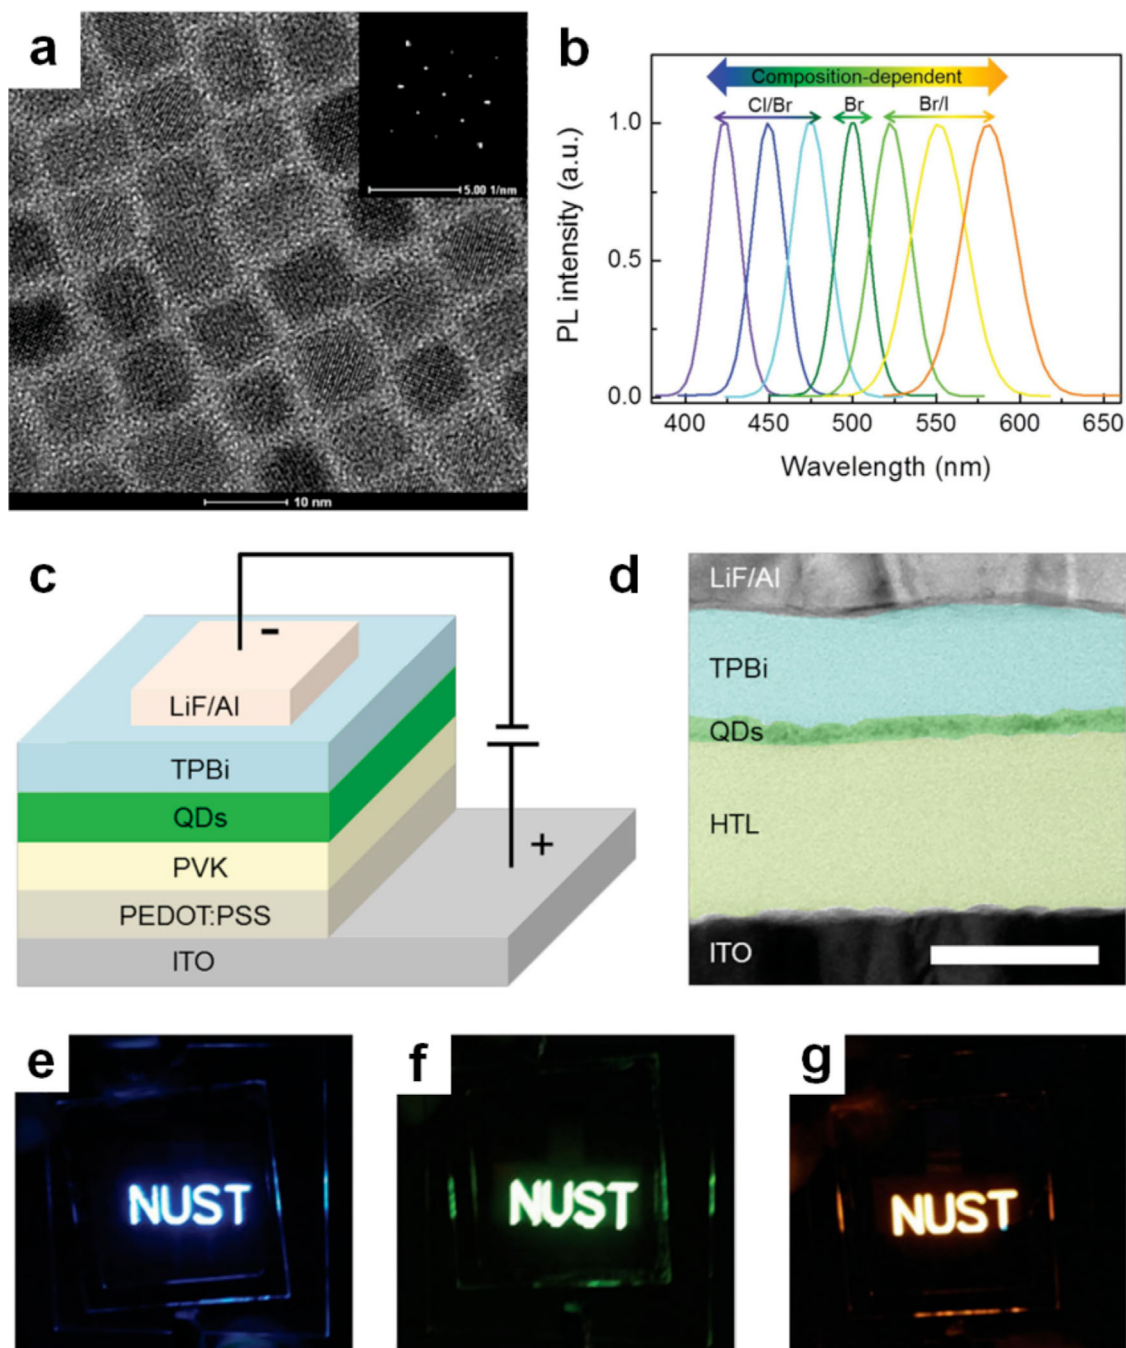 a
5.00 1/nm
10 nm
b
Composition-dependent
Cl/Br
Br
Br/I
PL intensity (a.u.)
1.0
0.5
0.0
400 450 500 550 600 650
Wavelength (nm)
c
-
LiF/Al
TPBi
QDs
PVK
PEDOT:PSS
ITO
+
d
LiF/Al
TPBi
QDs
HTL
ITO
e
NUST
f
NUST
g
NUST